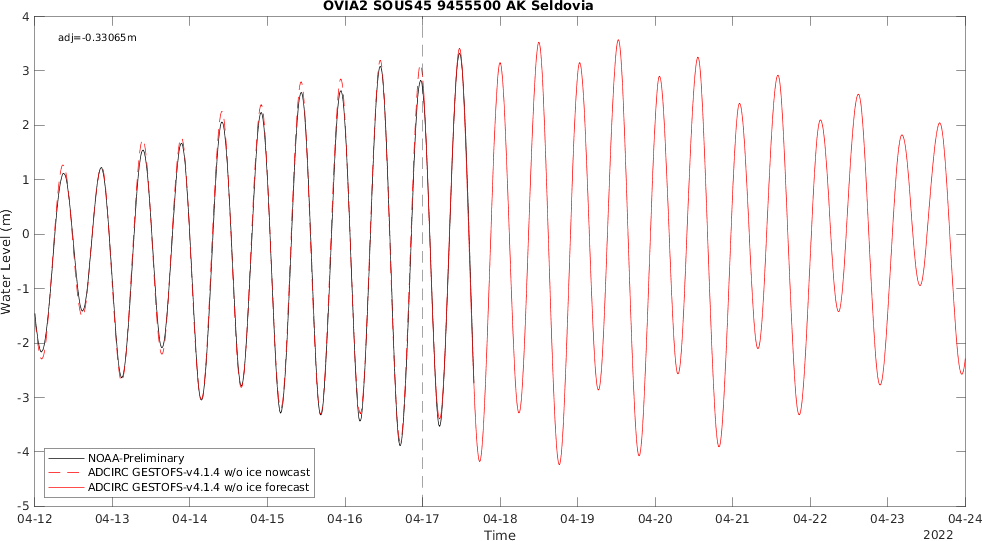 OVIA2 SOUS45 9455500 AK Seldovia
adj=-0.33065m
4
3
2
1
0
-1
-2
-3
-4
-5
Water Level (m)
NOAA-Preliminary
ADCIRC GESTOFS-v4.1.4 w/o ice nowcast
ADCIRC GESTOFS-v4.1.4 w/o ice forecast
04-12 04-13 04-14 04-15 04-16 04-17 04-18 04-19 04-20 04-21 04-22 04-23 04-24
Time
2022